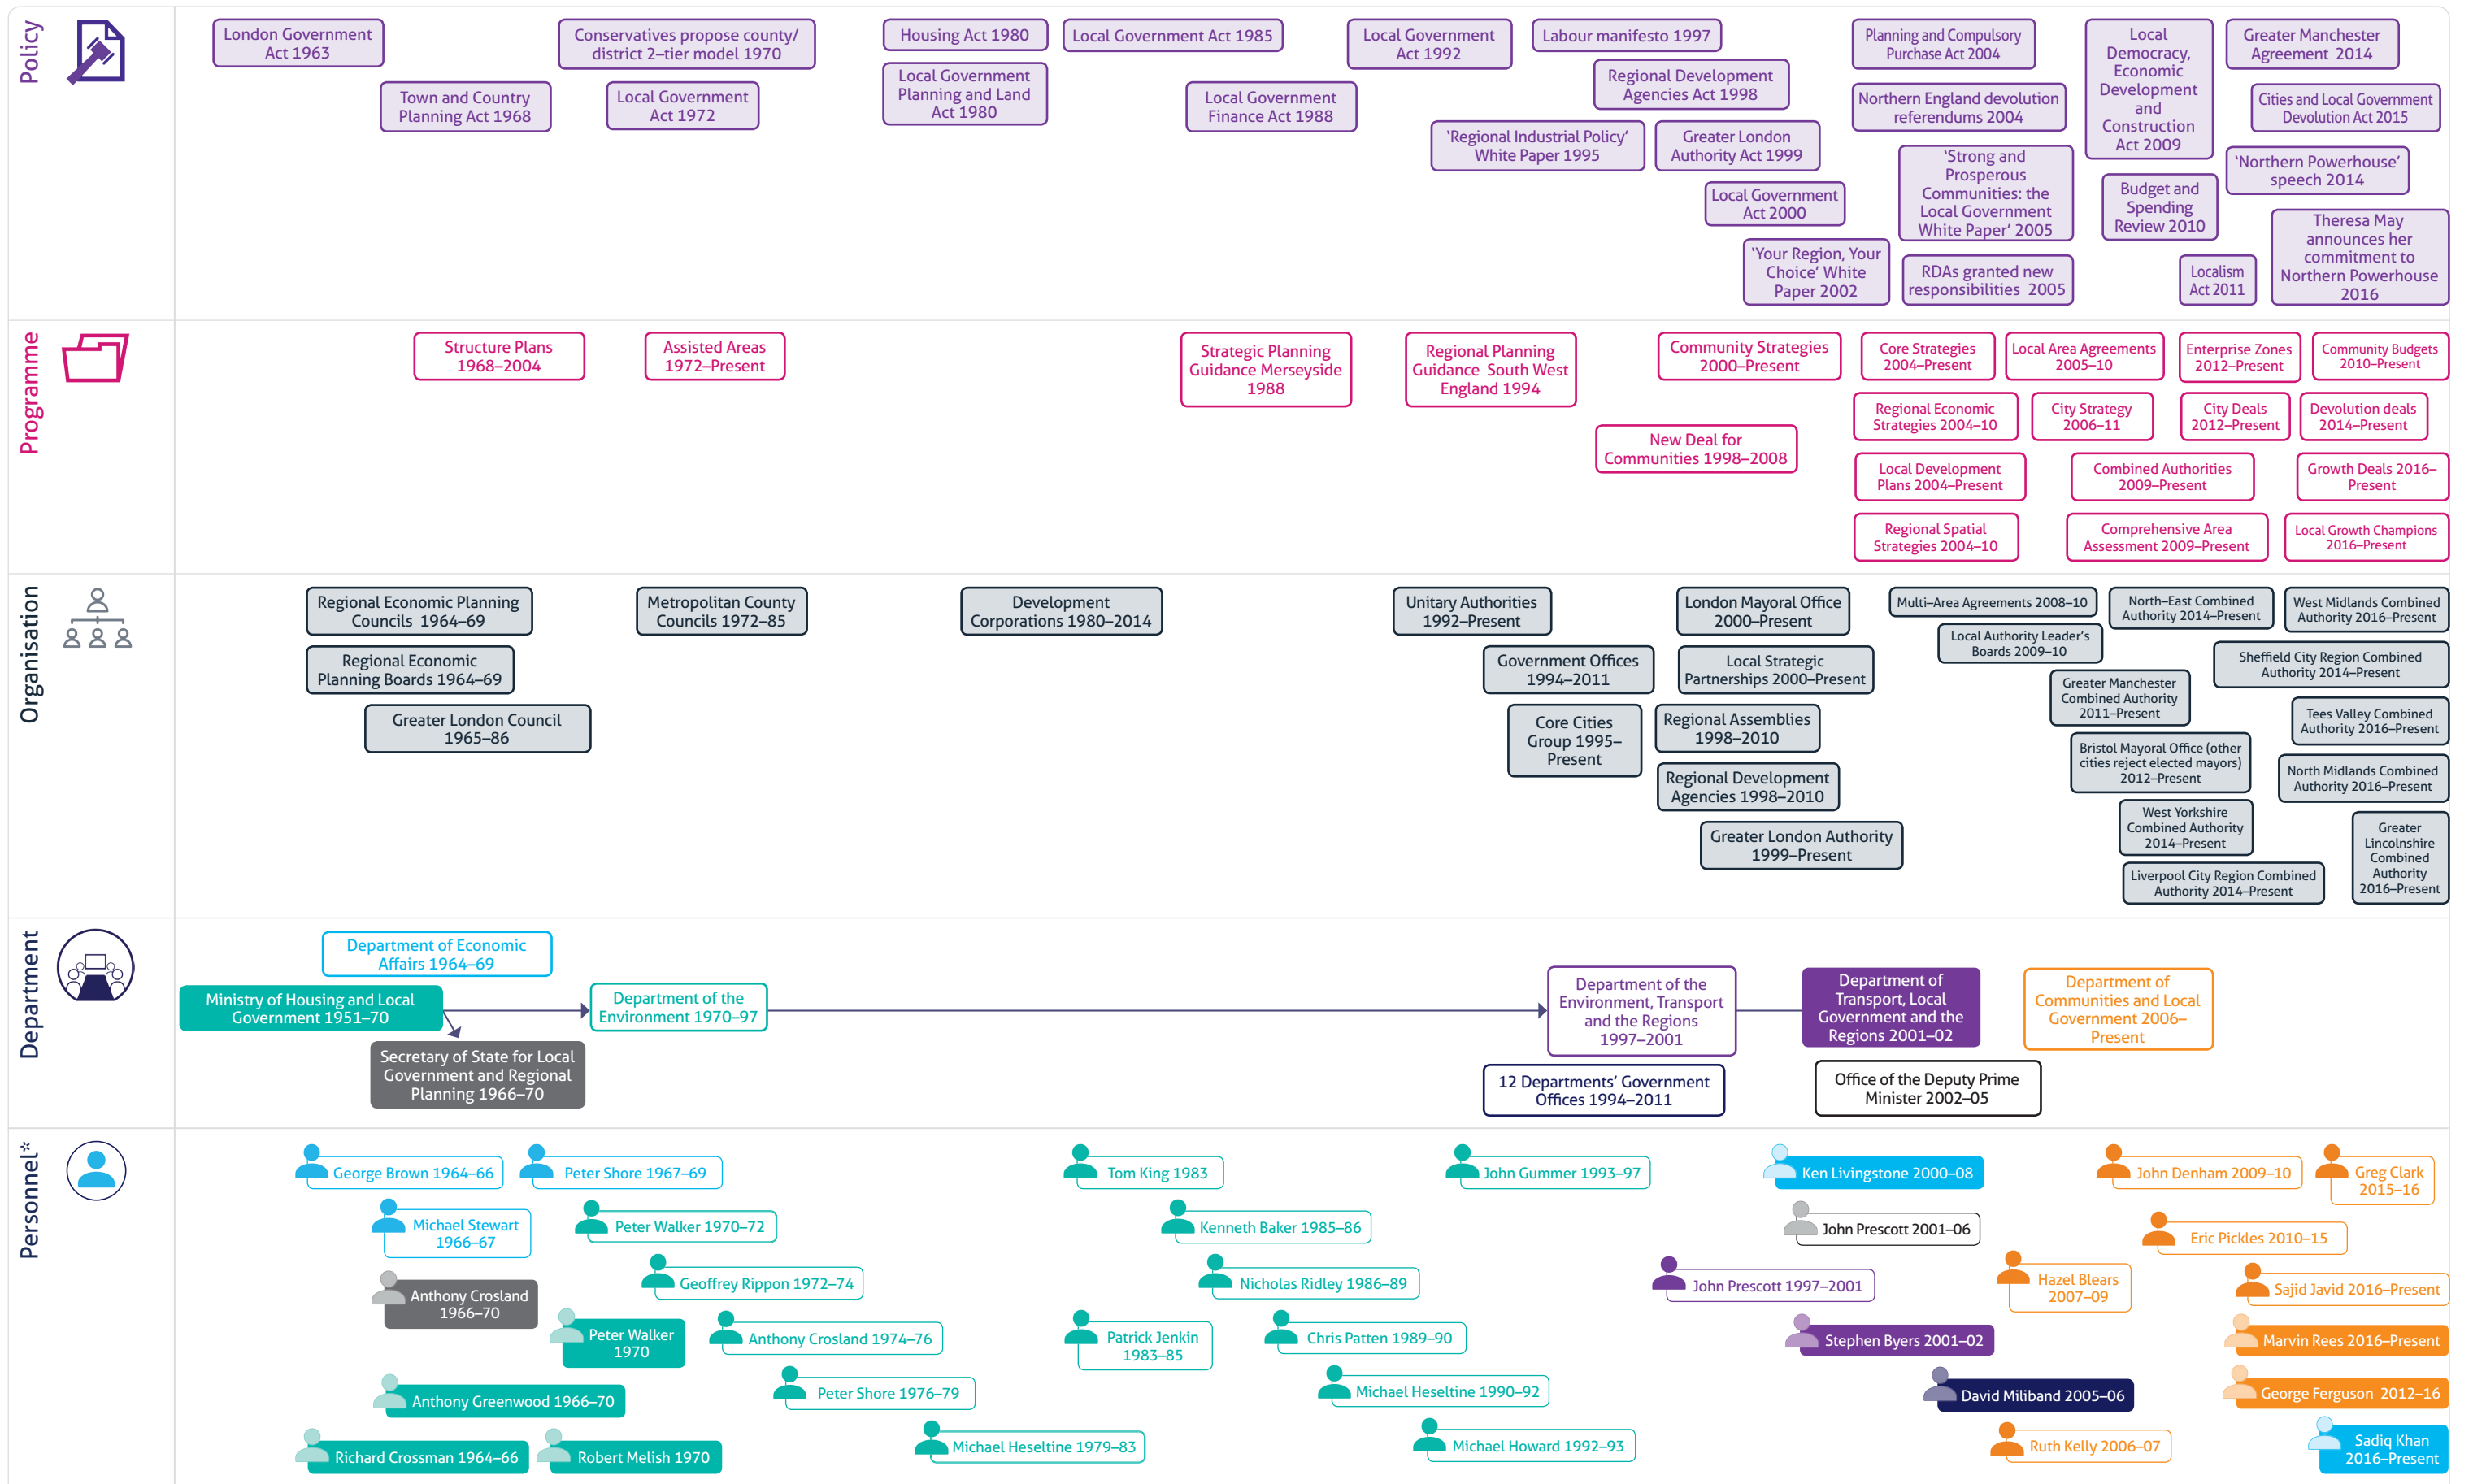 Policy
London Government
Act 1963
Town and Country
Planning Act 1968
Conservatives propose county/
district 2–tier model 1970
Local Government
Act 1972
Housing Act 1980
Local Government
Planning and Land
Act 1980
Local Government Act 1985
Local Government
Finance Act 1988
Local Government
Act 1992
'Regional Industrial Policy'
White Paper 1995
Labour manifesto 1997
Regional Development
Agencies Act 1998
Greater London
Authority Act 1999
Local Government
Act 2000
'Your Region, Your
Choice' White
Paper 2002
Planning and Compulsory
Purchase Act 2004
Northern England devolution
referendums 2004
'Strong and
Prosperous
Communities: the
Local Government
White Paper' 2005
RDAs granted new
responsibilities 2005
Local
Democracy,
Economic
Development
and
Construction
Act 2009
Budget and
Spending
Review 2010
Localism
Act 2011
Greater Manchester
Agreement 2014
Cities and Local Government
Devolution Act 2015
'Northern Powerhouse'
speech 2014
Theresa May
announces her
commitment to
Northern Powerhouse
2016
Programme
Structure Plans
1968–2004
Assisted Areas
1972–Present
Strategic Planning
Guidance Merseyside
1988
Regional Planning
Guidance South West
England 1994
New Deal for
Communities 1998–2008
Community Strategies
2000–Present
Core Strategies
2004–Present
Regional Economic
Strategies 2004–10
Local Development
Plans 2004–Present
Regional Spatial
Strategies 2004–10
Local Area Agreements
2005–10
City Strategy
2006–11
Combined Authorities
2009–Present
Comprehensive Area
Assessment 2009–Present
Enterprise Zones
2012–Present
City Deals
2012–Present
Community Budgets
2010–Present
Devolution deals
2014–Present
Growth Deals 2016–
Present
Local Growth Champions
2016–Present
Organisation
Regional Economic Planning
Councils 1964–69
Regional Economic
Planning Boards 1964–69
Greater London Council
1965–86
Metropolitan County
Councils 1972–85
Development
Corporations 1980–2014
Unitary Authorities
1992–Present
Government Offices
1994–2011
Core Cities
Group 1995–
Present
London Mayoral Office
2000–Present
Local Strategic
Partnerships 2000–Present
Regional Assemblies
1998–2010
Regional Development
Agencies 1998–2010
Greater London Authority
1999–Present
Multi–Area Agreements 2008–10
Local Authority Leader's
Boards 2009–10
Greater Manchester
Combined Authority
2011–Present
Bristol Mayoral Office (other
cities reject elected mayors)
2012–Present
West Yorkshire
Combined Authority
2014–Present
Liverpool City Region Combined
Authority 2014–Present
North–East Combined
Authority 2014–Present
West Midlands Combined
Authority 2016–Present
Sheffield City Region Combined
Authority 2014–Present
Tees Valley Combined
Authority 2016–Present
North Midlands Combined
Authority 2016–Present
Greater
Lincolnshire
Combined
Authority
2016–Present
Department
Department of Economic
Affairs 1964–69
Ministry of Housing and Local
Government 1951–70
Secretary of State for Local
Government and Regional
Planning 1966–70
Department of the
Environment 1970–97
Department of the
Environment, Transport
and the Regions
1997–2001
12 Departments' Government
Offices 1994–2011
Department of
Transport, Local
Government and the
Regions 2001–02
Office of the Deputy Prime
Minister 2002–05
Department of
Communities and Local
Government 2006–
Present
Personnel*
George Brown 1964–66
Michael Stewart
1966–67
Anthony Crosland
1966–70
Anthony Greenwood 1966–70
Richard Crossman 1964–66
Peter Shore 1967–69
Peter Walker 1970–72
Geoffrey Rippon 1972–74
Peter Walker
1970
Anthony Crosland 1974–76
Peter Shore 1976–79
Robert Melish 1970
Michael Heseltine 1979–83
Tom King 1983
Kenneth Baker 1985–86
Nicholas Ridley 1986–89
Patrick Jenkin
1983–85
Chris Patten 1989–90
Michael Heseltine 1990–92
Michael Howard 1992–93
John Gummer 1993–97
Ken Livingstone 2000–08
John Prescott 2001–06
John Prescott 1997–2001
Stephen Byers 2001–02
David Miliband 2005–06
Ruth Kelly 2006–07
Hazel Blears
2007–09
John Denham 2009–10
Eric Pickles 2010–15
Greg Clark
2015–16
Sajid Javid 2016–Present
Marvin Rees 2016–Present
George Ferguson 2012–16
Sadiq Khan
2016–Present